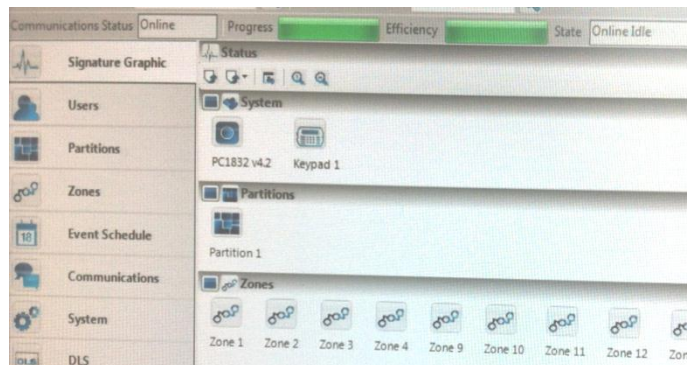 Communications Status Online Progress Efficiency State Online Idle
Signature Graphic
Users
Partitions
Zones
18
Event Schedule
Communications
System
DLS
DLS
Status
System
PC1832 v4.2 Keypad 1
Partitions
Partition 1
Zones
Zone 1 Zone 2 Zone 3 Zone 4 Zone 9 Zone 10 Zone 11 Zone 12